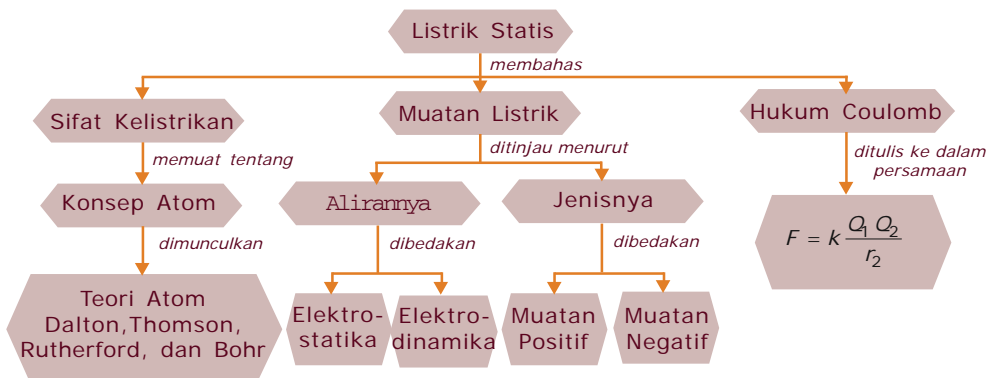 Listrik Statis
membahas
Sifat Kelistrikan
Muatan Listrik
Hukum Coulomb
memuat tentang
ditinjau menurut
ditulis ke dalam
persamaan
Konsep Atom
Alirannya
Jenisnya
F = k Q₁ Q₂ / r₂
dimunculkan
dibedakan
dibedakan
Teori Atom
Dalton,Thomson,
Rutherford, dan Bohr
Elektro-
statika
Elektro-
dinamika
Muatan
Positif
Muatan
Negatif